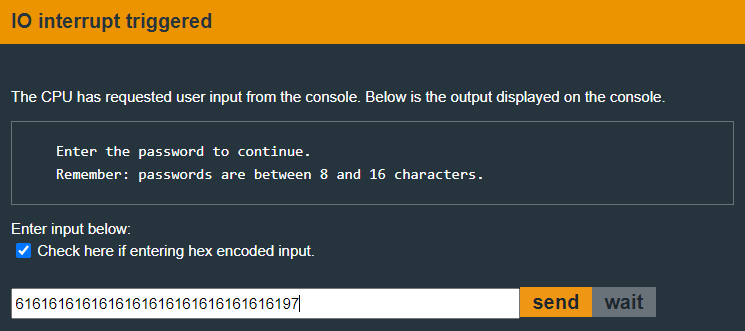 IO interrupt triggered
The CPU has requested user input from the console. Below is the output displayed on the console.
Enter the password to continue.
Remember: passwords are between 8 and 16 characters.
Enter input below:
Check here if entering hex encoded input.
6161616161616161616161616161616197
send wait